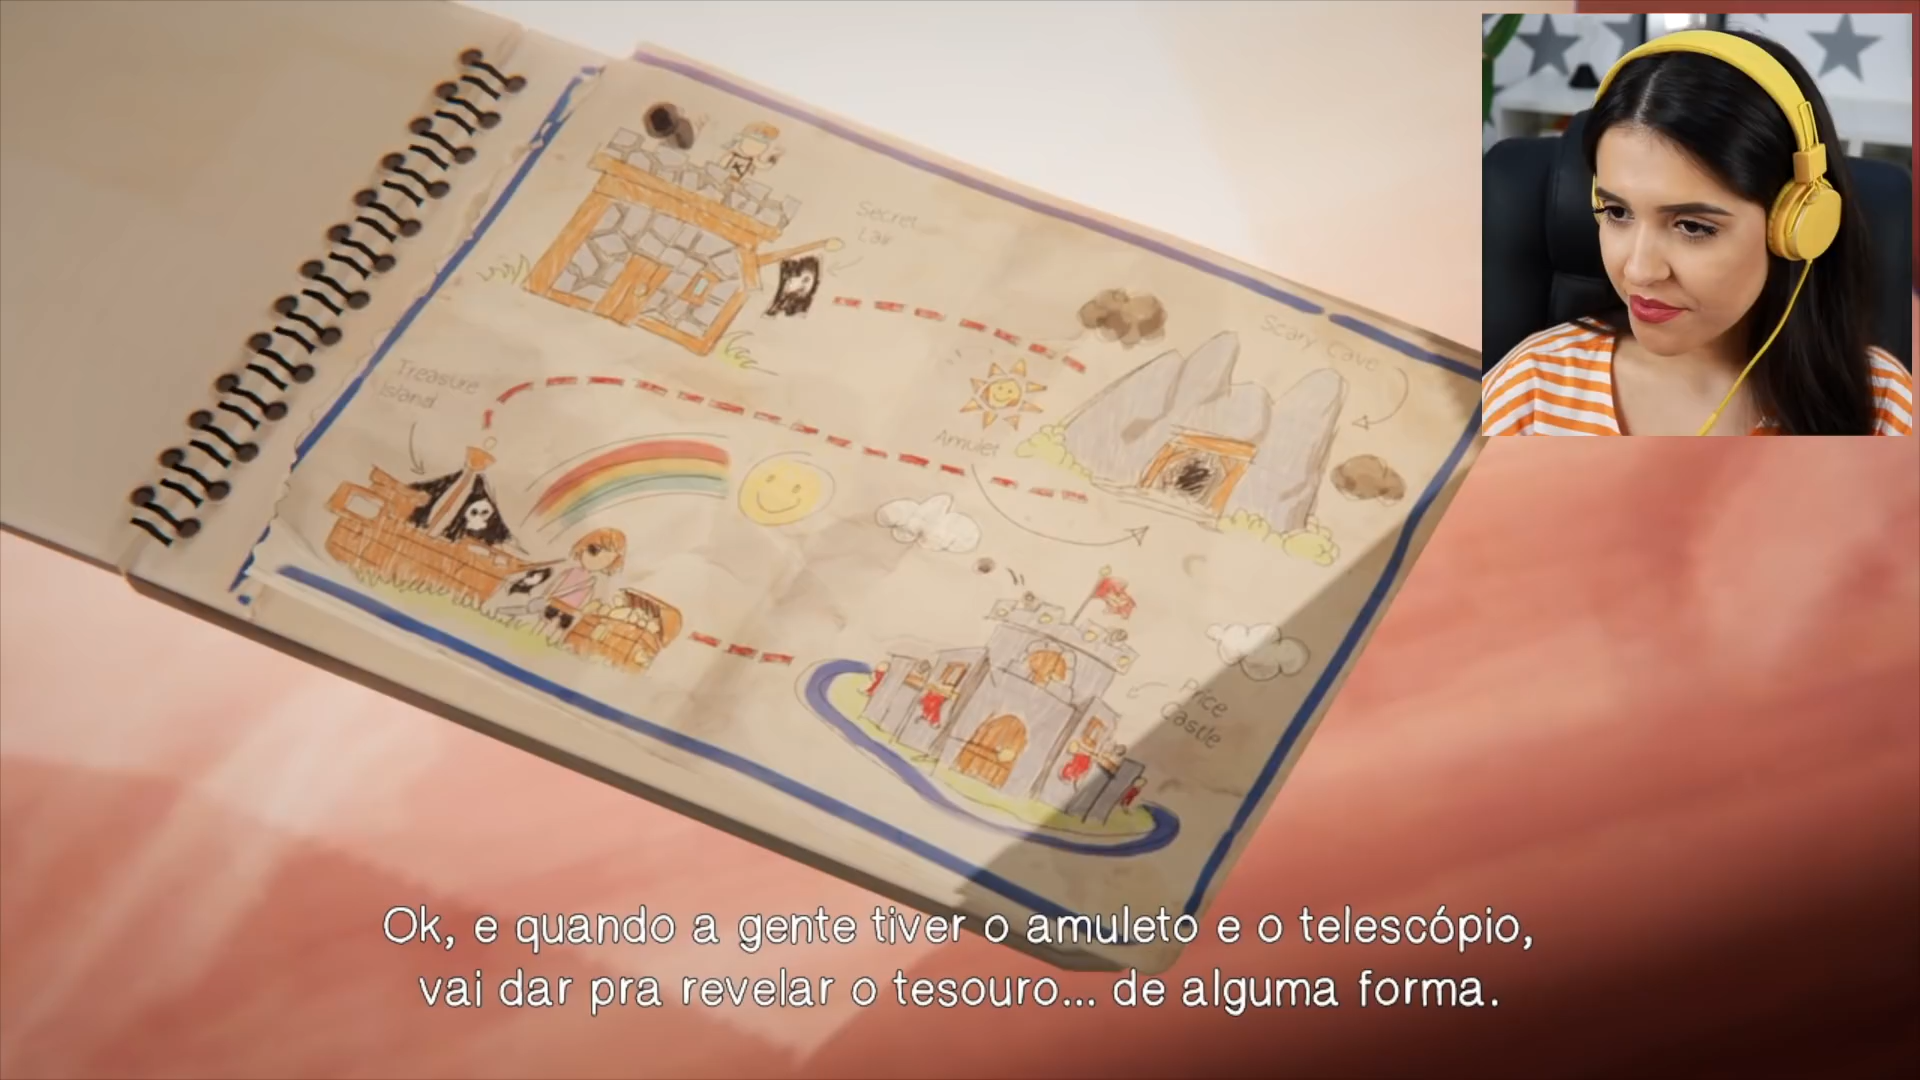 Secret
Lair
Scary Cave
Treasure
Island
Amulet
Price
Castle
Ok, e quando a gente tiver o amuleto e o telescópio,
vai dar pra revelar o tesouro... de alguma forma.